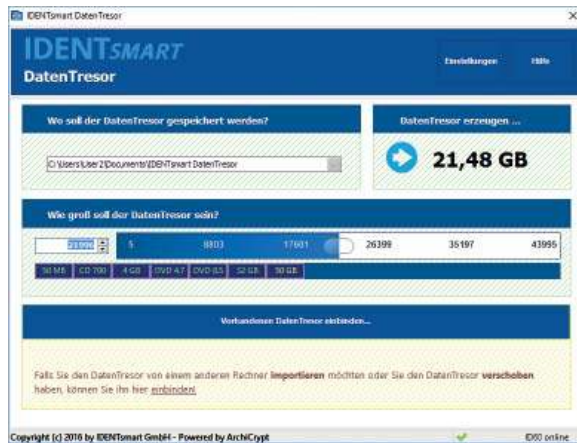 IDENTsmart DatenTresor
IDENTSMART
DatenTresor
Einstellungen Hilfe
Wo soll der DatenTresor gespeichert werden?
DatenTresor erzeugen ...
C:\Users\User2\Documents\IDENTsmart DatenTresor
21,48 GB
Wie groß soll der DatenTresor sein?
21996 5 8803 17601 26399 35197 43995
50 MB CD 700 4 GB DVD 4.7 DVD 8.5 32 GB 50 GB
Vorhandenen DatenTresor einbinden...
Falls Sie den DatenTresor von einem anderen Rechner importieren möchten oder Sie den DatenTresor verschoben
haben, können Sie ihn hier einbinden!
Copyright (c) 2016 by IDENTsmart GmbH - Powered by ArchiCrypt
ID60 online